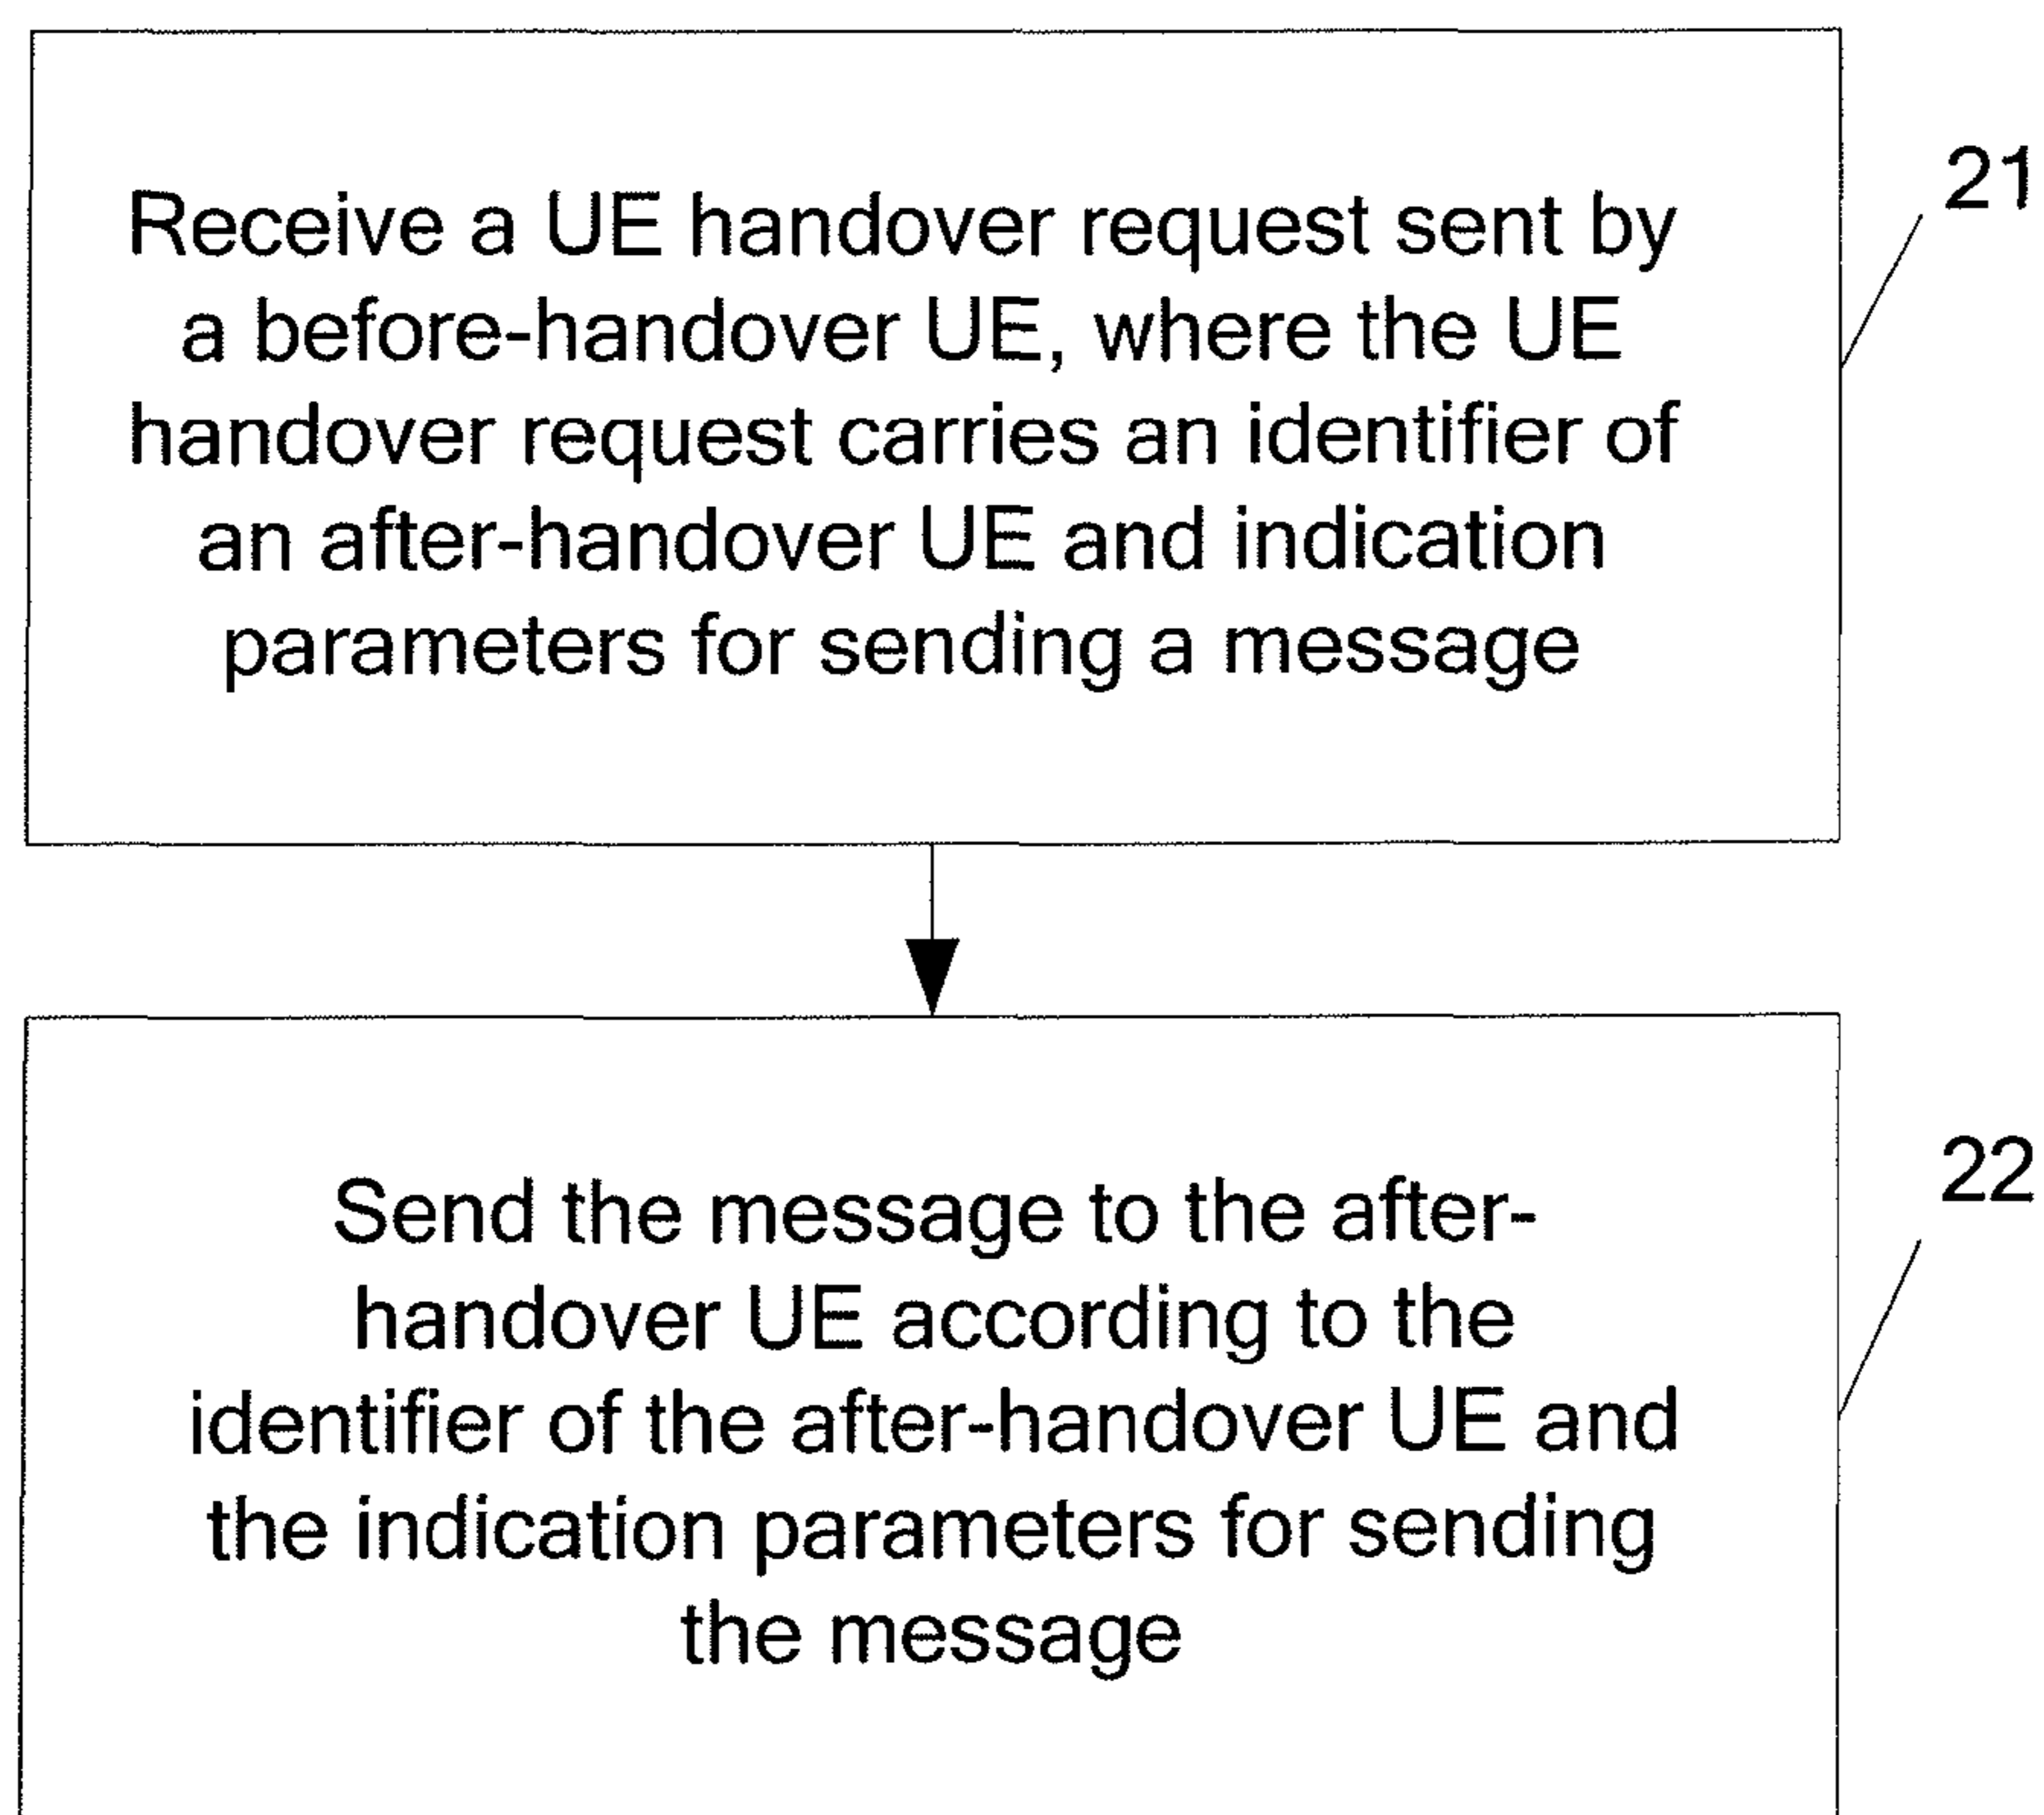 Receive a UE handover request sent by
a before-handover UE, where the UE
handover request carries an identifier of
an after-handover UE and indication
parameters for sending a message
21
Send the message to the after-
handover UE according to the
identifier of the after-handover UE and
the indication parameters for sending
the message
22